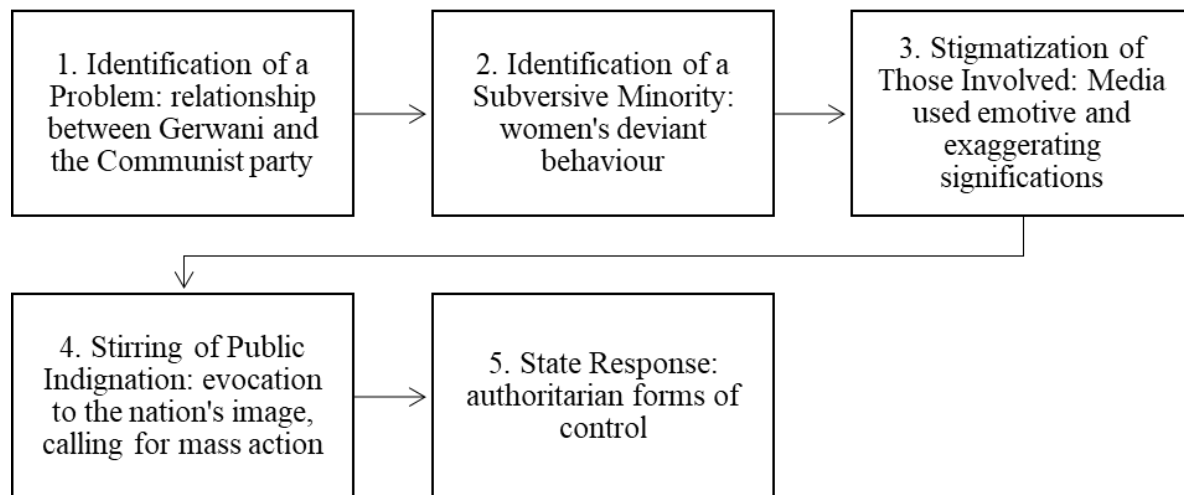 1. Identification of a
Problem: relationship
between Gerwani and
the Communist party
2. Identification of a
Subversive Minority:
women's deviant
behaviour
3. Stigmatization of
Those Involved: Media
used emotive and
exaggerating
significations
4. Stirring of Public
Indignation: evocation
to the nation's image,
calling for mass action
5. State Response:
authoritarian forms of
control